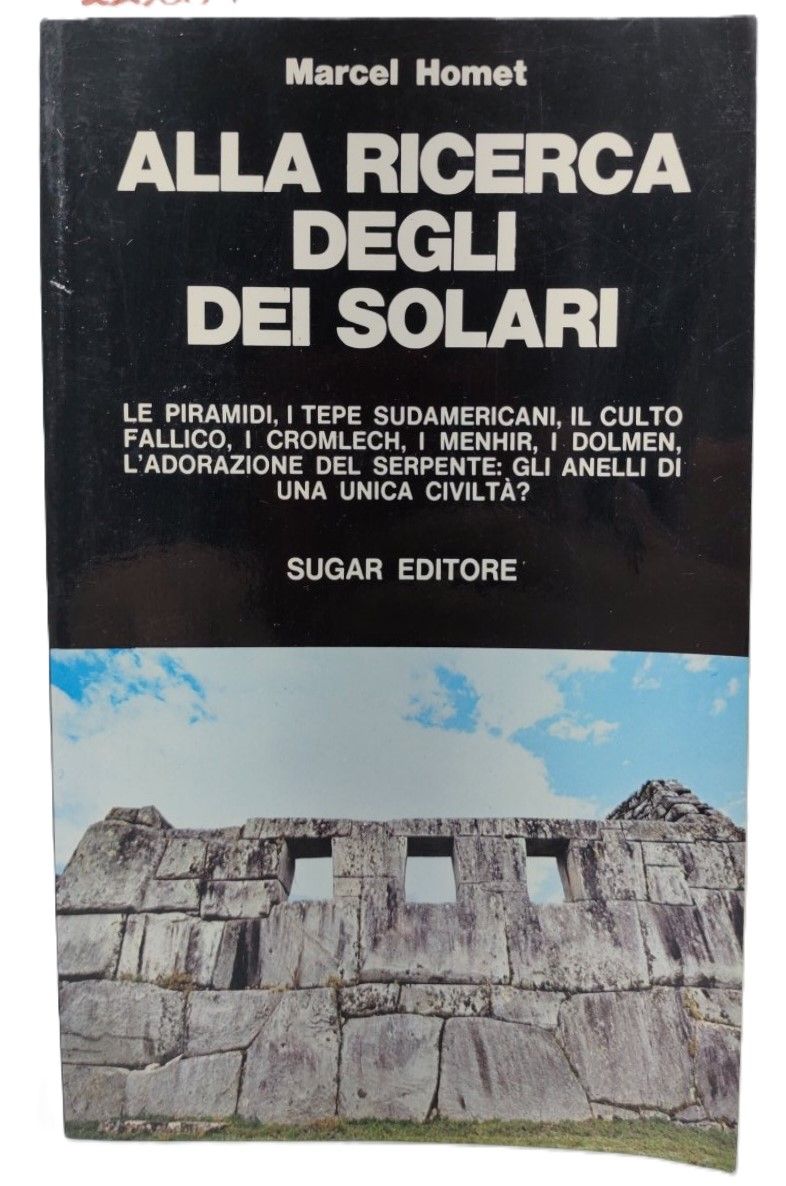 Marcel Homet
ALLA RICERCA
DEGLI
DEI SOLARI
LE PIRAMIDI, I TEPE SUDAMERICANI, IL CULTO
FALLICO, I CROMLECH, I MENHIR, I DOLMEN,
L'ADORAZIONE DEL SERPENTE: GLI ANELLI DI
UNA UNICA CIVILTÀ?
SUGAR EDITORE